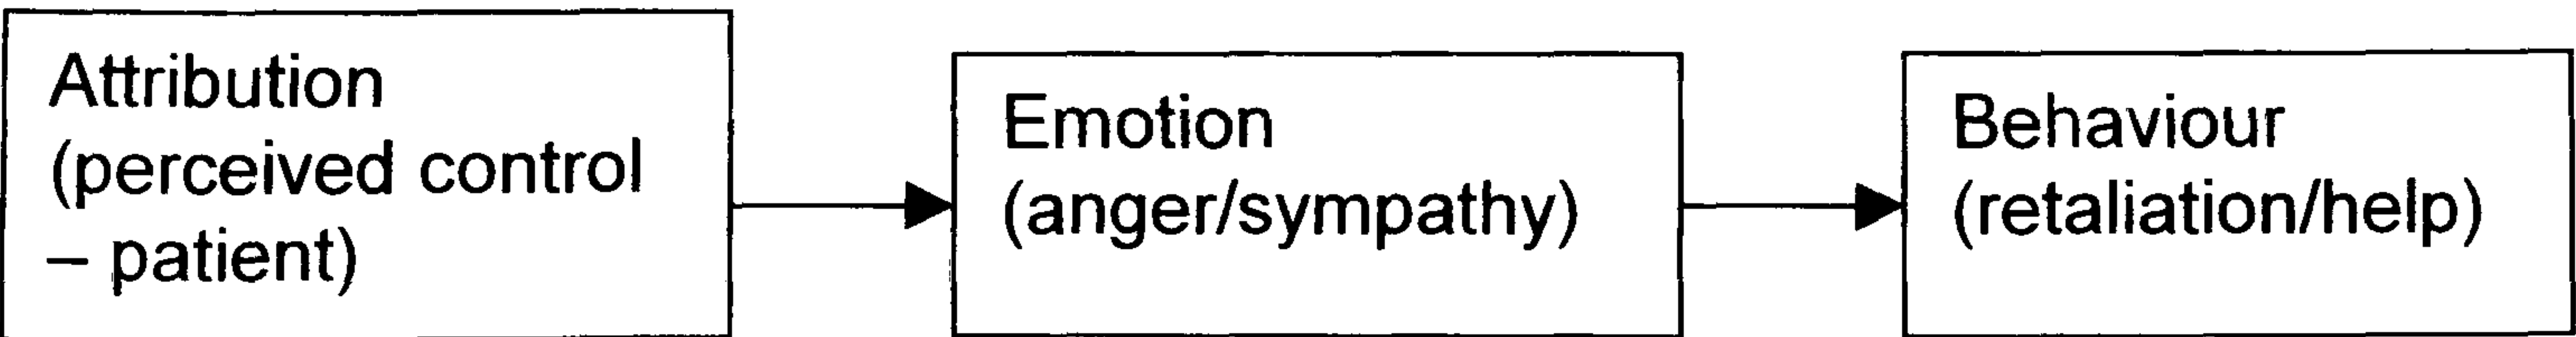 Attribution
(perceived control
– patient)
Emotion
(anger/sympathy)
Behaviour
(retaliation/help)